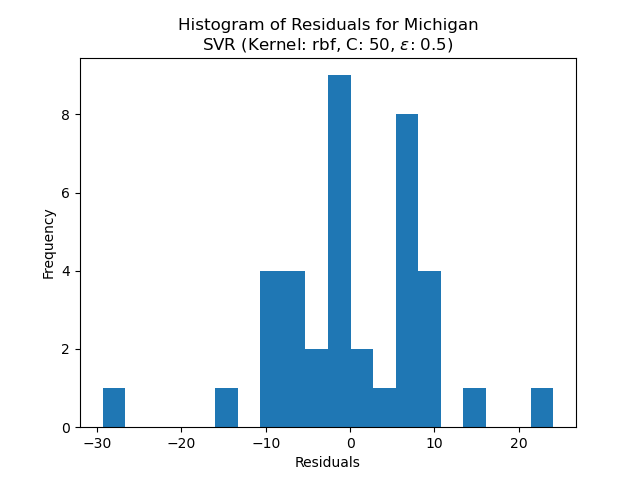 Histogram of Residuals for Michigan
SVR (Kernel: rbf, C: 50, ε: 0.5)
8
6
4
2
0
Frequency
−30
−20
−10
0
10
20
Residuals